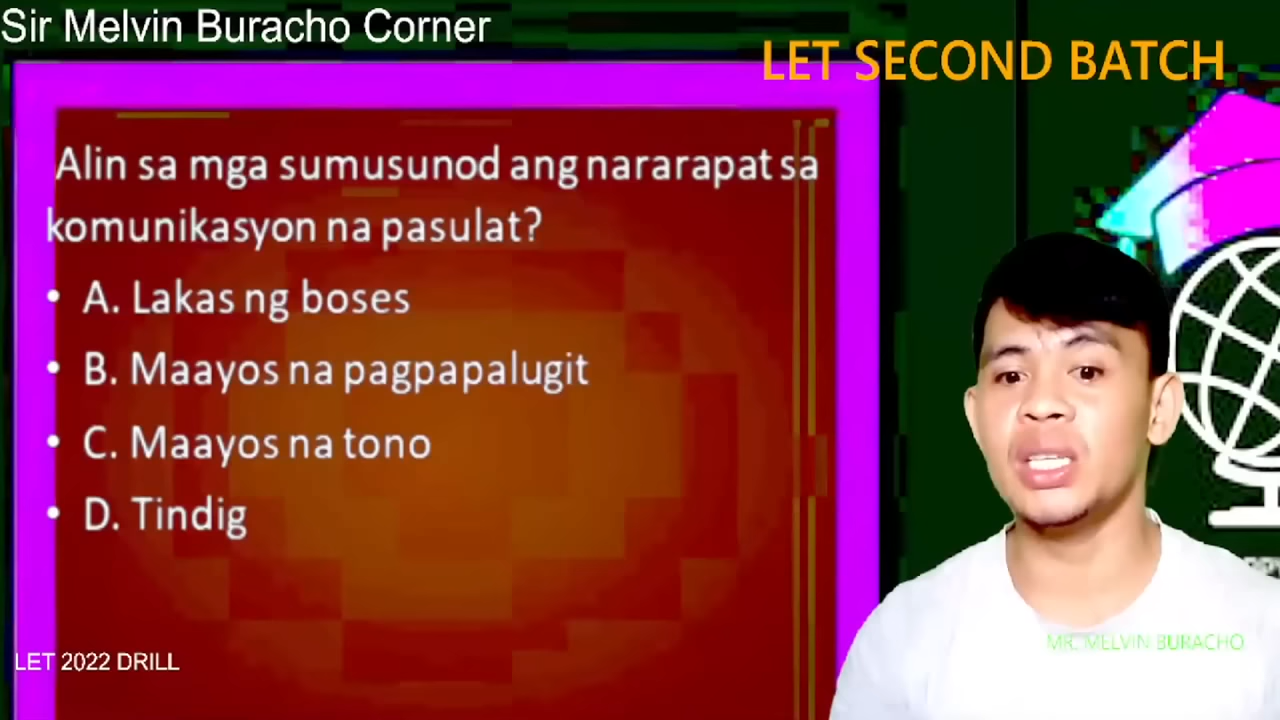 Sir Melvin Buracho Corner
LET SECOND BATCH
Alin sa mga sumusunod ang nararapat sa
komunikasyon na pasulat?
• A. Lakas ng boses
• B. Maayos na pagpapalugit
• C. Maayos na tono
• D. Tindig
LET 2022 DRILL
MR. MELVIN BURACHO